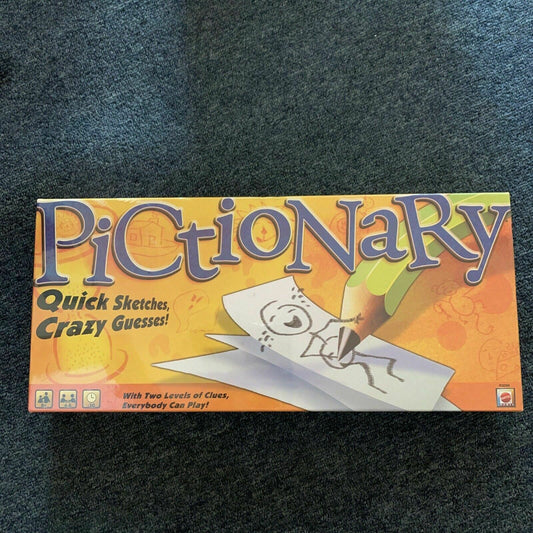 PiCtioNaRy
Quick Sketches,
Crazy Guesses!
With Two Levels of Clues,
Everybody Can Play!